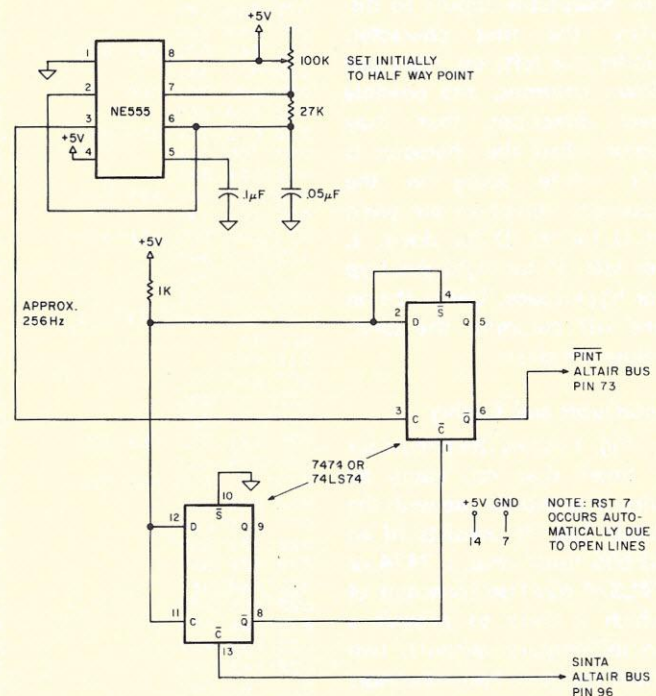 +5V
1
8
100K
SET INITIALLY
TO HALF WAY POINT
2
7
NE555
27K
3
6
+5V
4
5
.1µF
.05µF
+5V
1K
APPROX.
256Hz
4
2
D
S̅
Q
5
PINT̅
ALTAIR BUS
PIN 73
3
C
C̅
Q̅
6
1
7474 OR
74LS74
10
12
D
S̅
Q
9
+5V GND
14
7
NOTE: RST 7
OCCURS AUTO-
MATICALLY DUE
TO OPEN LINES
11
C
C̅
Q̅
8
13
SINTA
ALTAIR BUS
PIN 96